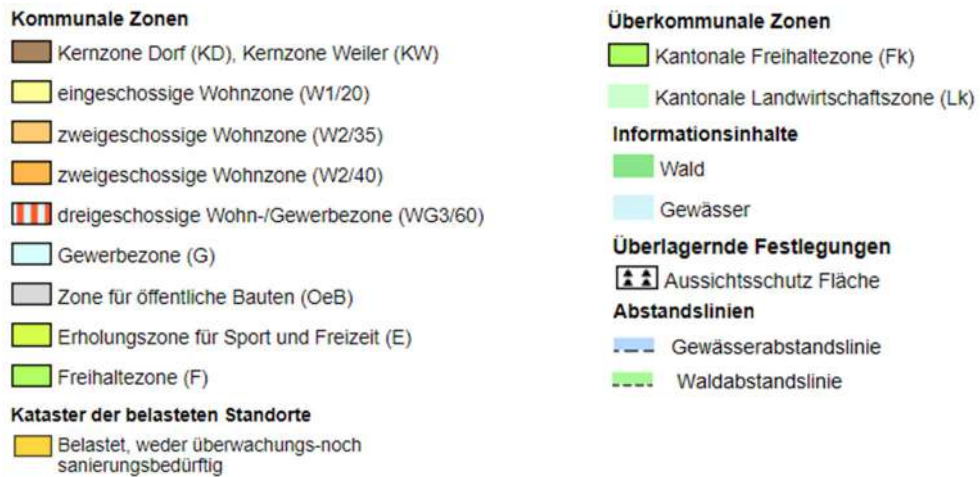 Kommunale Zonen
Kernzone Dorf (KD), Kernzone Weiler (KW)
eingeschossige Wohnzone (W1/20)
zweigeschossige Wohnzone (W2/35)
zweigeschossige Wohnzone (W2/40)
dreigeschossige Wohn-/Gewerbezone (WG3/60)
Gewerbezone (G)
Zone für öffentliche Bauten (OeB)
Erholungszone für Sport und Freizeit (E)
Freihaltezone (F)
Kataster der belasteten Standorte
Belastet, weder überwachungs-noch
sanierungsbedürftig
Überkommunale Zonen
Kantonale Freihaltezone (Fk)
Kantonale Landwirtschaftszone (Lk)
Informationsinhalte
Wald
Gewässer
Überlagernde Festlegungen
Aussichtsschutz Fläche
Abstandslinien
Gewässerabstandslinie
Waldabstandslinie